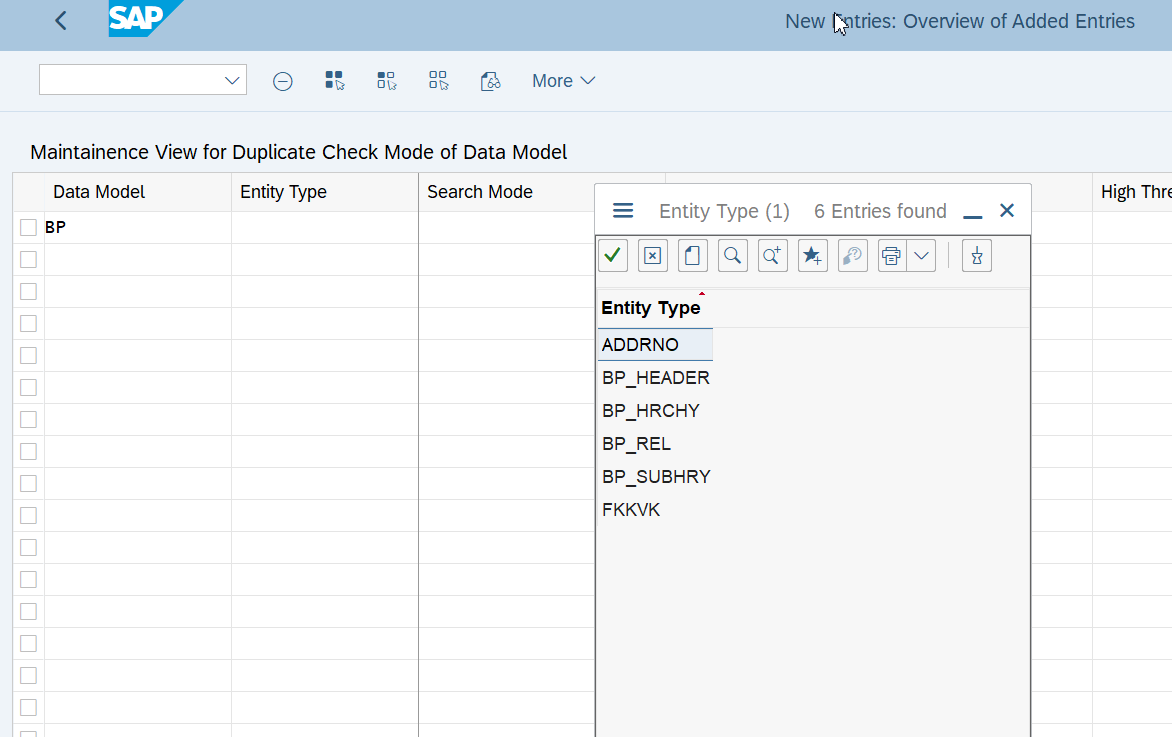 SAP
New Entries: Overview of Added Entries
More
Maintainence View for Duplicate Check Mode of Data Model
Data Model
Entity Type
Search Mode
High Thre
BP
Entity Type (1) 6 Entries found
Entity Type
ADDRNO
BP_HEADER
BP_HRCHY
BP_REL
BP_SUBHRY
FKKVK